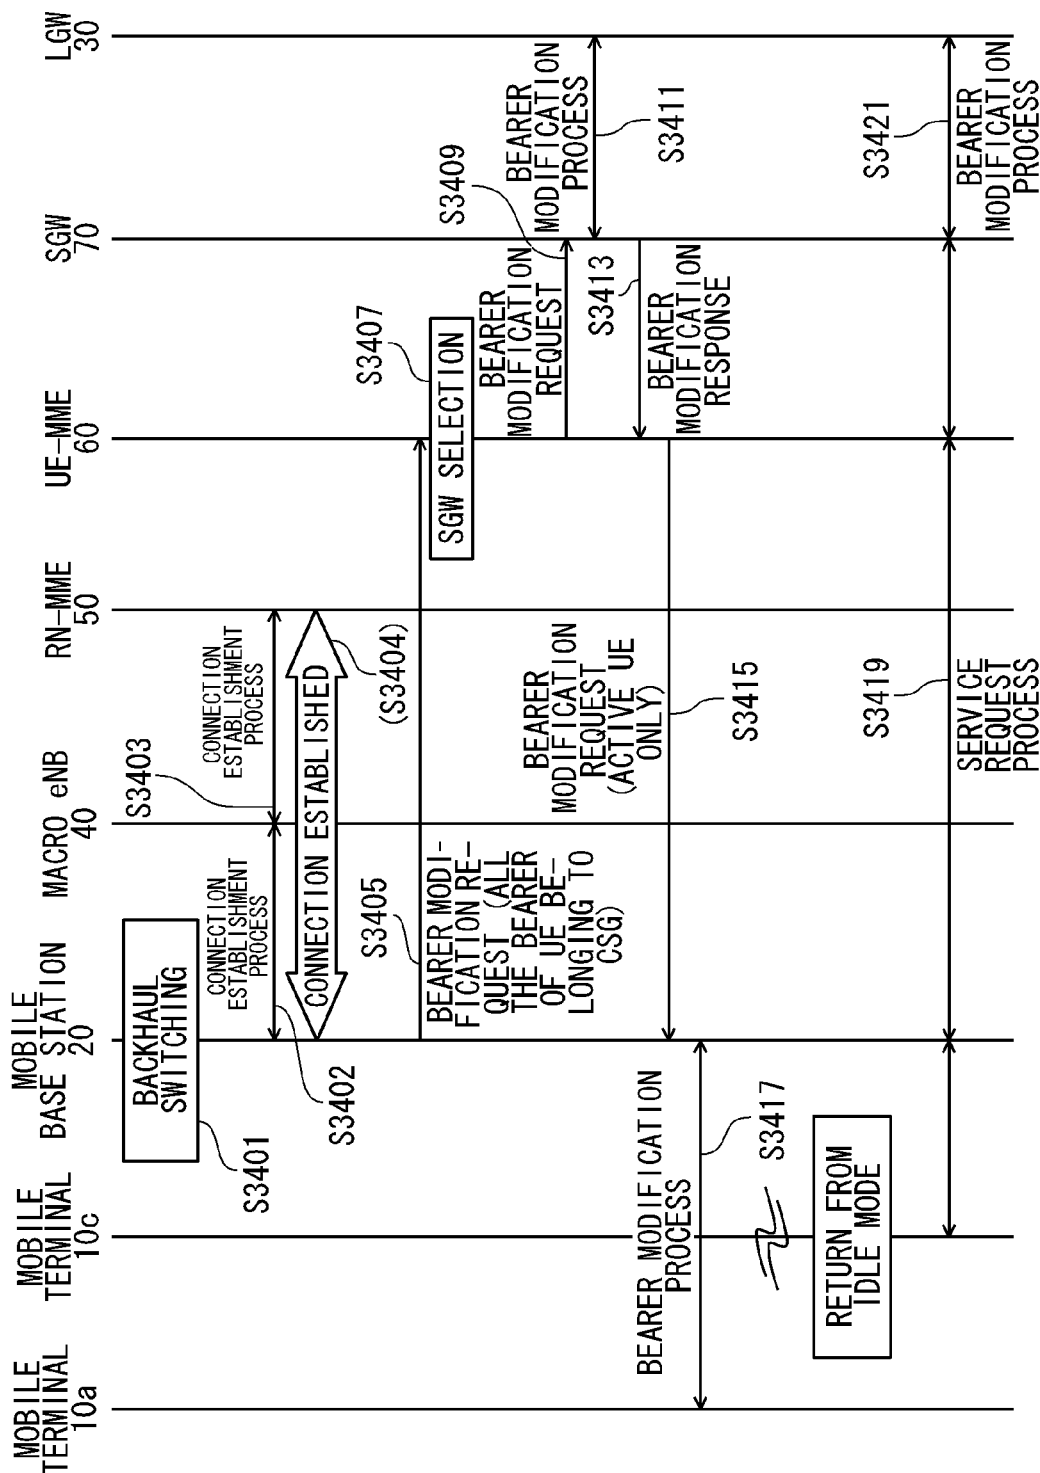 MOBILE
TERMINAL
10a
MOBILE
TERMINAL
10c
MOBILE
BASE STATION
20
MACRO eNB
40
RN-MME
50
UE-MME
60
SGW
70
LGW
30
BACKHAUL
SWITCHING
S3401
CONNECTION
ESTABLISHMENT
PROCESS
S3402
S3403
CONNECTION
ESTABLISHMENT
PROCESS
CONNECTION ESTABLISHED
(S3404)
S3405
BEARER MODI-
FICATION RE-
QUEST (ALL
THE BEARER
OF UE BE-
LONGING TO
CSG)
S3407
SGW SELECTION
BEARER
MODIFICATION
REQUEST
S3409
BEARER
MODIFICATION
PROCESS
S3411
S3413
BEARER
MODIFICATION
RESPONSE
BEARER
MODIFICATION
REQUEST
(ACTIVE UE
ONLY)
S3415
BEARER MODIFICATION
PROCESS
S3417
RETURN FROM
IDLE MODE
S3419
SERVICE
REQUEST
PROCESS
S3421
BEARER
MODIFICATION
PROCESS